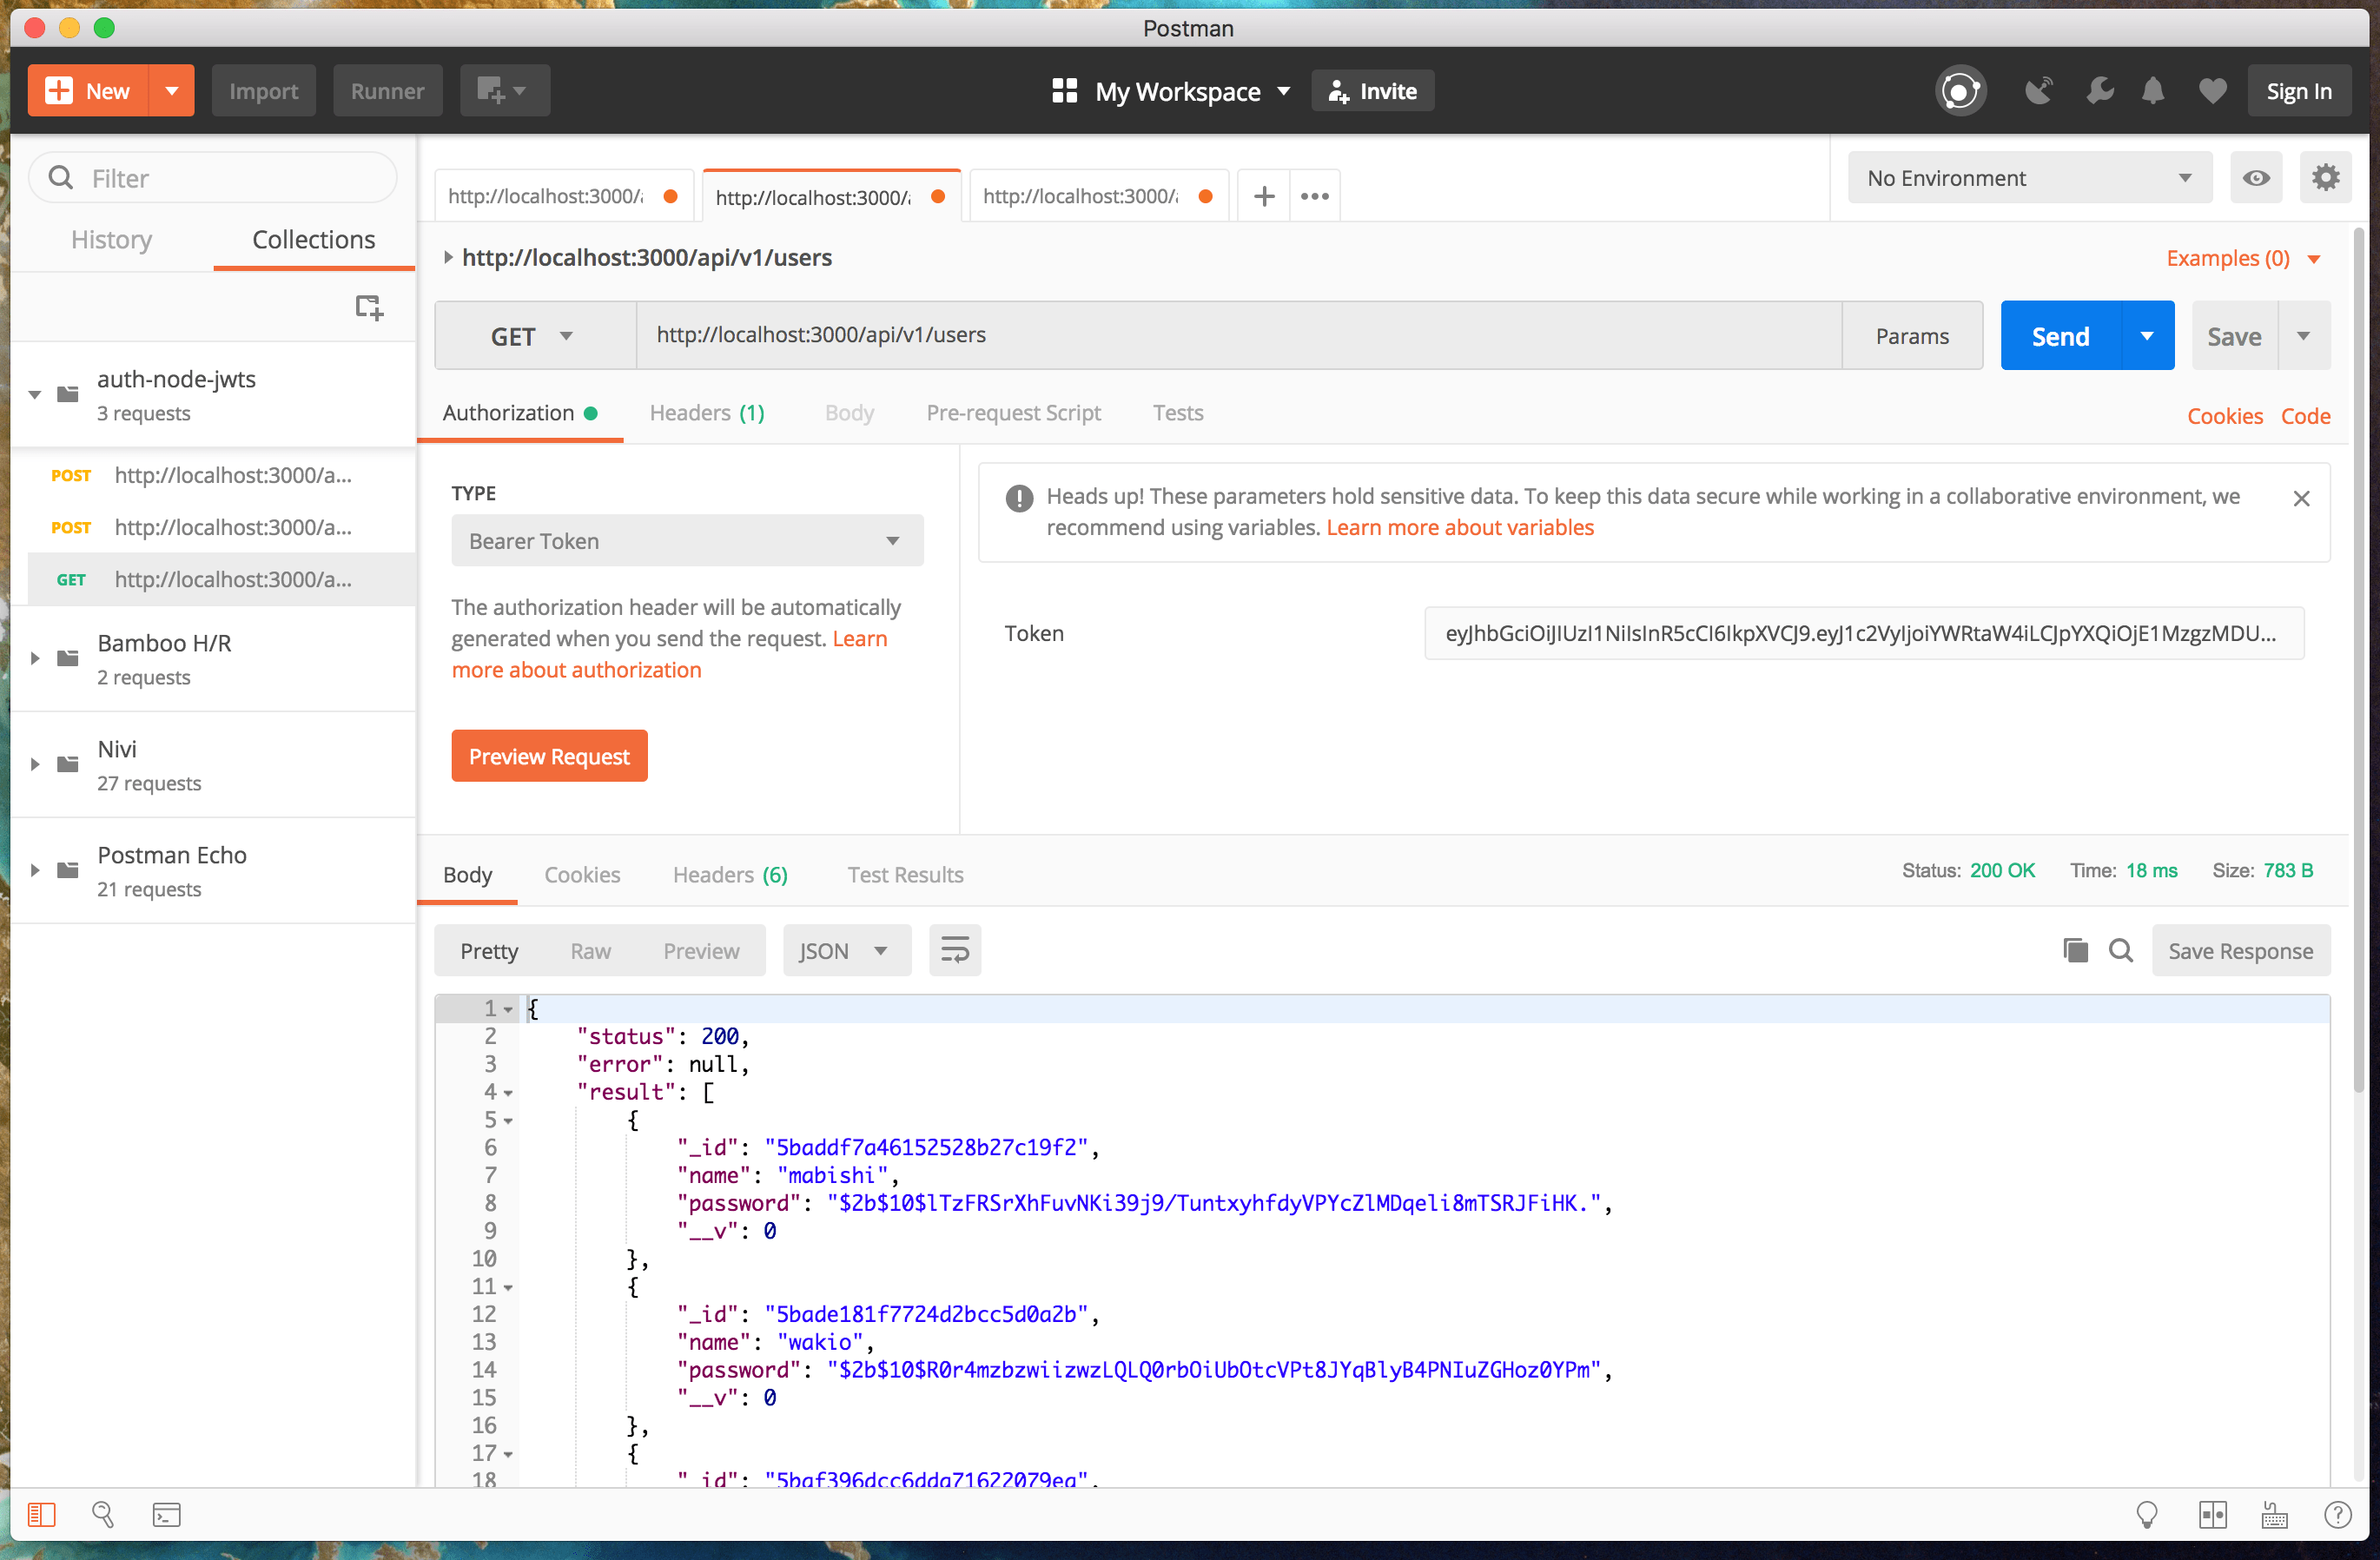 Postman
New
Import
Runner
My Workspace
Invite
Sign In
Filter
History
Collections
auth-node-jwts
3 requests
POST http://localhost:3000/a...
POST http://localhost:3000/a...
GET http://localhost:3000/a...
Bamboo H/R
2 requests
Nivi
27 requests
Postman Echo
21 requests
http://localhost:3000/a
http://localhost:3000/a
http://localhost:3000/a
No Environment
http://localhost:3000/api/v1/users
Examples (0)
GET
http://localhost:3000/api/v1/users
Params
Send
Save
Authorization
Headers (1)
Body
Pre-request Script
Tests
Cookies
Code
TYPE
Bearer Token
The authorization header will be automatically
generated when you send the request. Learn
more about authorization
Preview Request
Heads up! These parameters hold sensitive data. To keep this data secure while working in a collaborative environment, we
recommend using variables. Learn more about variables
Token
eyJhbGciOiJIUzI1NiIsInR5cCI6IkpXVCJ9.eyJ1c2VyIjoiYWRtaW4iLCJpYXQiOjE1MzgzMDU...
Body
Cookies
Headers (6)
Test Results
Status: 200 OK
Time: 18 ms
Size: 783 B
Pretty
Raw
Preview
JSON
Save Response
1 {
2 "status": 200,
3 "error": null,
4 "result": [
5 {
6 "_id": "5baddf7a46152528b27c19f2",
7 "name": "mabishi",
8 "password": "$2b$10$lTzFRSrXhFuvNKi39j9/TuntxyhfdyVPYcZlMDqeli8mTSRJFiHK.",
9 "__v": 0
10 },
11 {
12 "_id": "5bade181f7724d2bcc5d0a2b",
13 "name": "wakio",
14 "password": "$2b$10$R0r4mzbzwiizwzLQLQ0rbOiUbOtcVPt8JYqBlyB4PNIuZGHoz0YPm",
15 "__v": 0
16 },
17 {
18 "_id": "5baf396dcc6dda71622079ea",